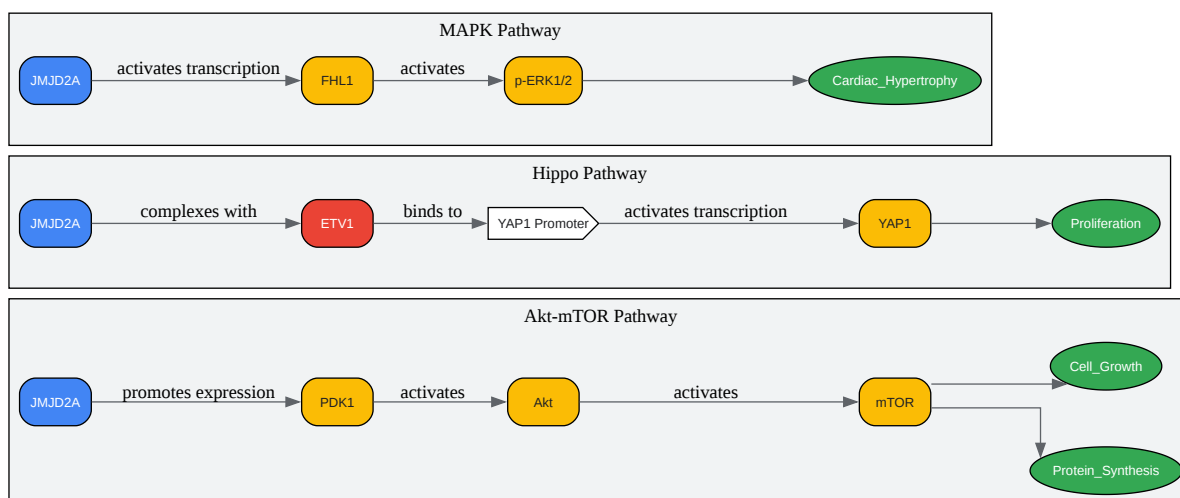 MAPK Pathway
JMJD2A
activates transcription
FHL1
activates
p-ERK1/2
Cardiac_Hypertrophy
Hippo Pathway
JMJD2A
complexes with
ETV1
binds to
YAP1 Promoter
activates transcription
YAP1
Proliferation
Akt-mTOR Pathway
JMJD2A
promotes expression
PDK1
activates
Akt
activates
mTOR
Cell_Growth
Protein_Synthesis